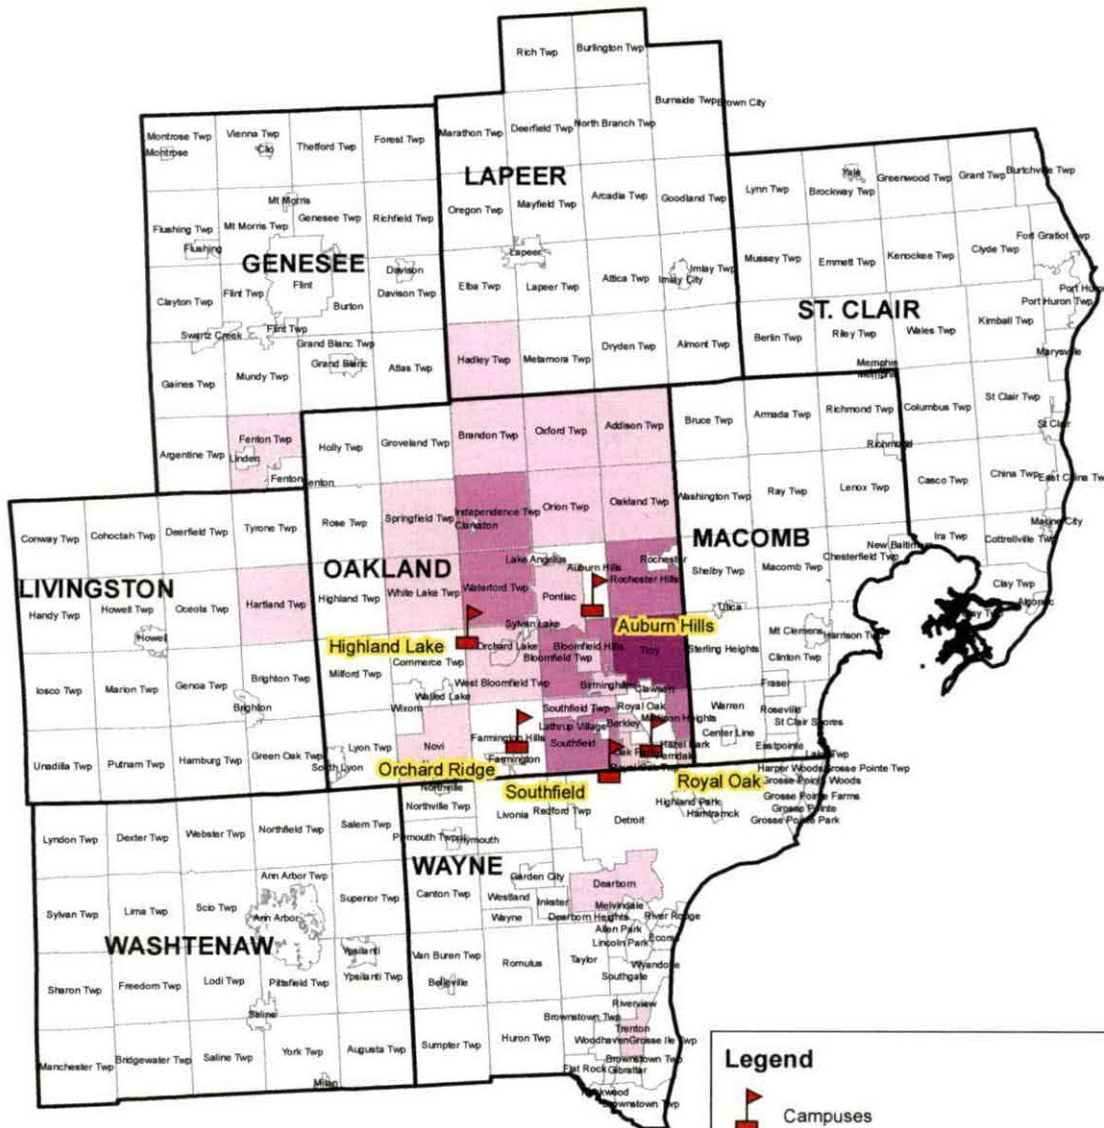 Rich Twp
Burlington Twp
Burnside Twp
Brown City
Marathon Twp
Deerfield Twp
North Branch Twp
LAPEER
Oregon Twp
Mayfield Twp
Arcadia Twp
Goodland Twp
Lapeer
Elba Twp
Lapeer Twp
Attica Twp
Imlay Twp
Imlay City
Hadley Twp
Metamora Twp
Dryden Twp
Almont Twp
Montrose Twp
Montrose
Vienna Twp
Clio
Thetford Twp
Forest Twp
Mt Morris
Flushing Twp
Mt Morris Twp
Genesee Twp
Richfield Twp
Flushing
GENESEE
Flint
Davison
Clayton Twp
Flint Twp
Burton
Davison Twp
Swartz Creek
Flint Twp
Grand Blanc Twp
Grand Blanc
Gaines Twp
Mundy Twp
Atlas Twp
Argentine Twp
Fenton Twp
Linden
Fenton
Lynn Twp
Yale
Brockway Twp
Greenwood Twp
Grant Twp
Burtchville Twp
Mussey Twp
Emmett Twp
Kenockee Twp
Clyde Twp
Fort Gratiot Twp
Port Huron
Port Huron Twp
ST. CLAIR
Berlin Twp
Riley Twp
Wales Twp
Kimball Twp
Marysville
Memphis
Memphis
Columbus Twp
St Clair Twp
St Clair
Casco Twp
China Twp
East China Tw
Marine City
Ira Twp
Cottrellville Twp
Clay Twp
Algonac
Bruce Twp
Armada Twp
Richmond Twp
Richmond
Washington Twp
Ray Twp
Lenox Twp
MACOMB
New Baltimore
Chesterfield Twp
Shelby Twp
Macomb Twp
Utica
Mt Clemens
Harrison Twp
Sterling Heights
Clinton Twp
Fraser
Warren
Roseville
St Clair Shores
Center Line
Eastpointe
Lake Twp
Holly Twp
Groveland Twp
Brandon Twp
Oxford Twp
Addison Twp
Rose Twp
Springfield Twp
Independence Twp
Clarkston
Orion Twp
Oakland Twp
OAKLAND
Lake Angelus
Auburn Hills
Rochester
Rochester Hills
Highland Twp
White Lake Twp
Waterford Twp
Pontiac
Sylvan Lake
Auburn Hills
Highland Lake
Orchard Lake
Bloomfield Hills
Bloomfield Twp
Troy
Milford Twp
Commerce Twp
West Bloomfield Twp
Birmingham
Clawson
Walled Lake
Wixom
Southfield Twp
Royal Oak
Lathrup Village
Berkley
Madison Heights
Lyon Twp
Novi
Farmington Hills
Farmington
Southfield
Oak Park
Hazel Park
Ferndale
South Lyon
Orchard Ridge
Southfield
Royal Oak
Conway Twp
Cohoctah Twp
Deerfield Twp
Tyrone Twp
LIVINGSTON
Handy Twp
Howell Twp
Oceola Twp
Hartland Twp
Howell
Iosco Twp
Marion Twp
Genoa Twp
Brighton Twp
Brighton
Unadilla Twp
Putnam Twp
Hamburg Twp
Green Oak Twp
Northville
Northville Twp
Livonia
Redford Twp
Detroit
Highland Park
Hamtramck
Harper Woods
Grosse Pointe Twp
Grosse Pointe Woods
Grosse Pointe Farms
Grosse Pointe
Grosse Pointe Park
Plymouth Twp
Plymouth
WAYNE
Garden City
Dearborn
Canton Twp
Westland
Inkster
Melvindale
Wayne
Dearborn Heights
River Rouge
Allen Park
Lincoln Park
Ecorse
Van Buren Twp
Romulus
Taylor
Wyandotte
Belleville
Southgate
Riverview
Brownstown Twp
Trenton
Sumpter Twp
Huron Twp
Woodhaven
Grosse Ile Twp
Brownstown Twp
Flat Rock
Gibraltar
Rockwood
Brownstown Twp
Lyndon Twp
Dexter Twp
Webster Twp
Northfield Twp
Salem Twp
Ann Arbor Twp
Sylvan Twp
Lima Twp
Scio Twp
Ann Arbor
Superior Twp
WASHTENAW
Ypsilanti
Sharon Twp
Freedom Twp
Lodi Twp
Pittsfield Twp
Ypsilanti Twp
Saline
Manchester Twp
Bridgewater Twp
Saline Twp
York Twp
Augusta Twp
Milan
Legend
Campuses